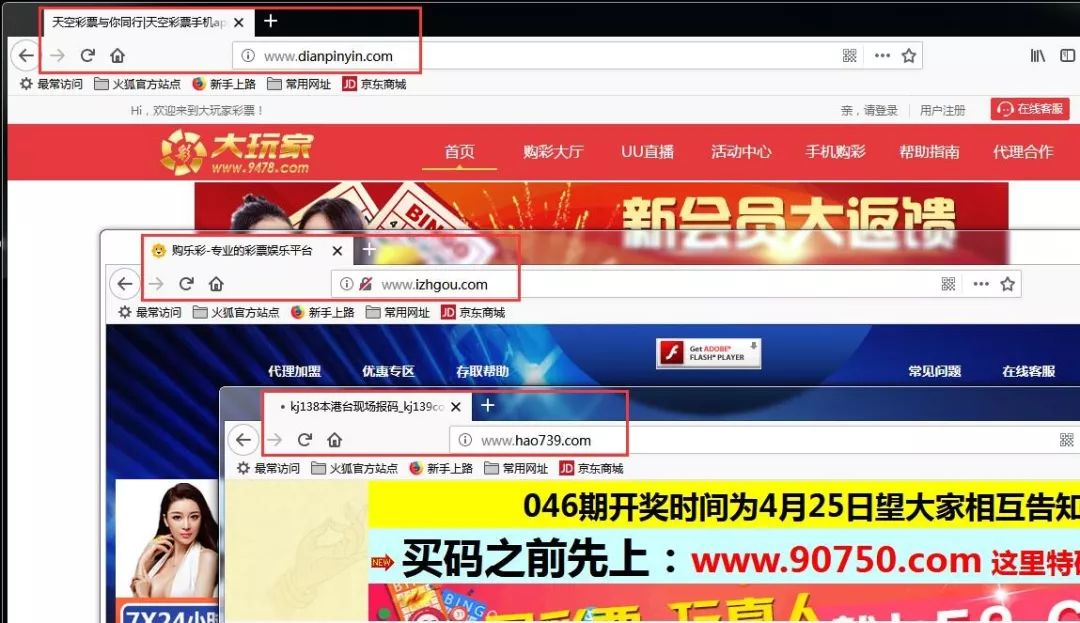 天空彩票与你同行|天空彩票手机ap
www.dianpinyin.com
最常访问 火狐官方站点 新手上路 常用网址 JD 京东商城
Hi，欢迎来到大玩家彩票！ 亲，请登录 用户注册 在线客服
彩 大玩家
www.9478.com
首页 购彩大厅 UU直播 活动中心 手机购彩 帮助指南 代理合作
BIN
新会员大返馈
购乐彩-专业的彩票娱乐平台
www.izhgou.com
最常访问 火狐官方站点 新手上路 常用网址 JD 京东商城
Get ADOBE®
FLASH® PLAYER
代理加盟 优惠专区 存取帮助 常见问题 在线客服
kj138本港台现场报码_kj139co
www.hao739.com
最常访问 火狐官方站点 新手上路 常用网址 JD 京东商城
046期开奖时间为4月25日望大家相互告知
NEW 买码之前先上：www.90750.com 这里特码
BINGO
玩真人
7X24小时